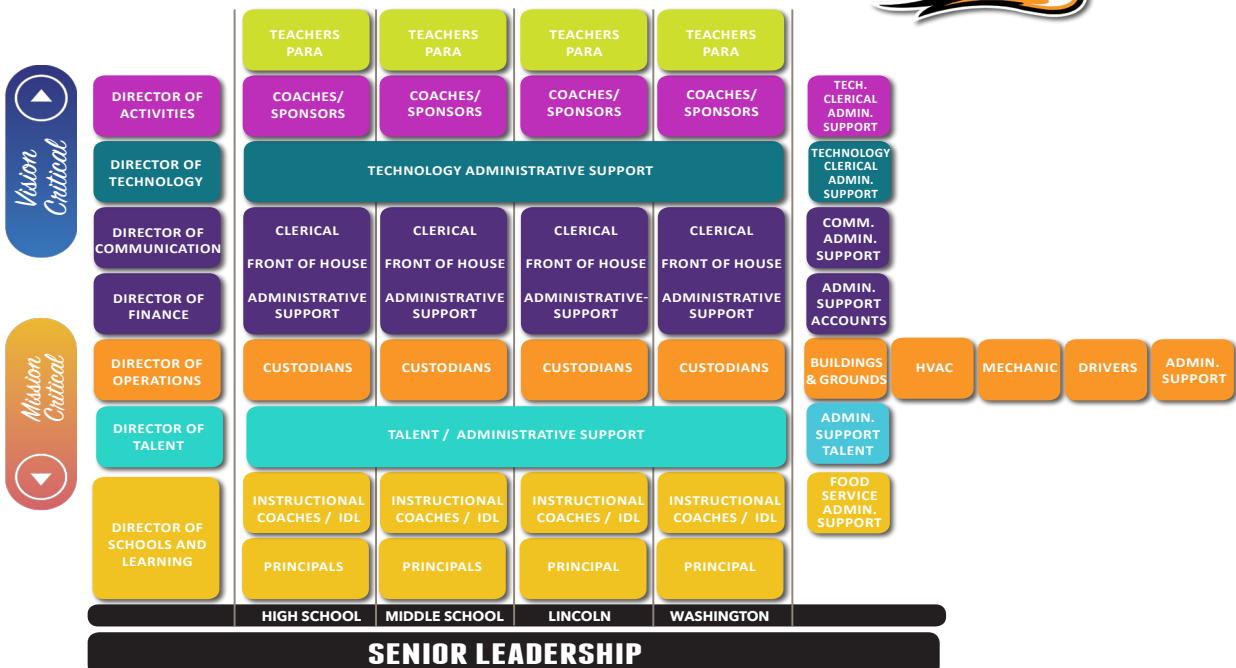 TEACHERS
PARA
TEACHERS
PARA
TEACHERS
PARA
TEACHERS
PARA
Vision
Critical
DIRECTOR OF
ACTIVITIES
COACHES/
SPONSORS
COACHES/
SPONSORS
COACHES/
SPONSORS
COACHES/
SPONSORS
TECH.
CLERICAL
ADMIN.
SUPPORT
DIRECTOR OF
TECHNOLOGY
TECHNOLOGY ADMINISTRATIVE SUPPORT
TECHNOLOGY
CLERICAL
ADMIN.
SUPPORT
DIRECTOR OF
COMMUNICATION
DIRECTOR OF
FINANCE
CLERICAL
FRONT OF HOUSE
ADMINISTRATIVE
SUPPORT
CLERICAL
FRONT OF HOUSE
ADMINISTRATIVE
SUPPORT
CLERICAL
FRONT OF HOUSE
ADMINISTRATIVE-
SUPPORT
CLERICAL
FRONT OF HOUSE
ADMINISTRATIVE
SUPPORT
COMM.
ADMIN.
SUPPORT
ADMIN.
SUPPORT
ACCOUNTS
Mission
Critical
DIRECTOR OF
OPERATIONS
CUSTODIANS
CUSTODIANS
CUSTODIANS
CUSTODIANS
BUILDINGS
& GROUNDS
HVAC
MECHANIC
DRIVERS
ADMIN.
SUPPORT
DIRECTOR OF
TALENT
TALENT / ADMINISTRATIVE SUPPORT
ADMIN.
SUPPORT
TALENT
DIRECTOR OF
SCHOOLS AND
LEARNING
INSTRUCTIONAL
COACHES / IDL
INSTRUCTIONAL
COACHES / IDL
INSTRUCTIONAL
COACHES / IDL
INSTRUCTIONAL
COACHES / IDL
FOOD
SERVICE
ADMIN.
SUPPORT
PRINCIPALS
PRINCIPALS
PRINCIPAL
PRINCIPAL
HIGH SCHOOL
MIDDLE SCHOOL
LINCOLN
WASHINGTON
SENIOR LEADERSHIP